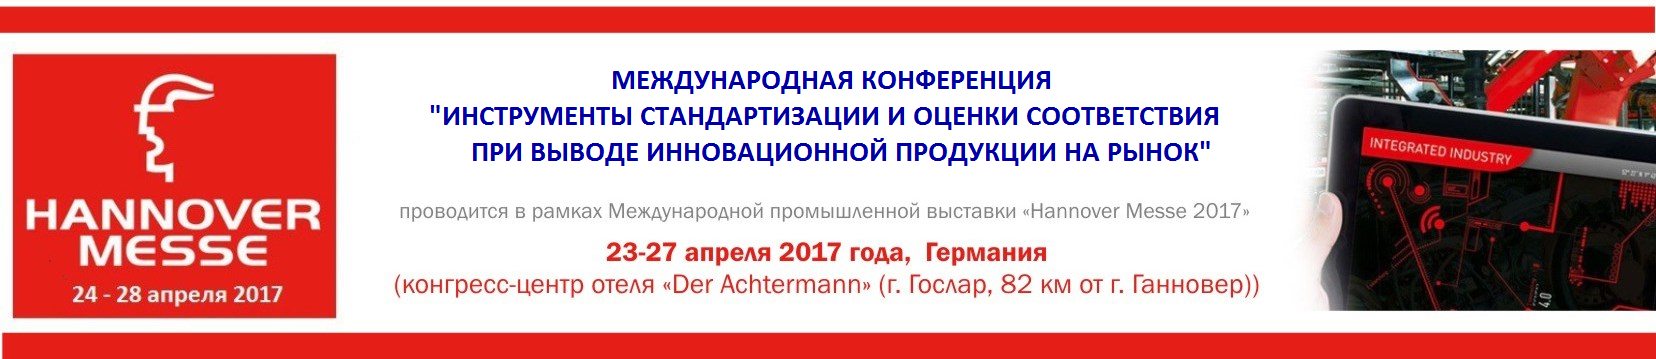 HANNOVER
MESSE
24 - 28 апреля 2017
МЕЖДУНАРОДНАЯ КОНФЕРЕНЦИЯ
"ИНСТРУМЕНТЫ СТАНДАРТИЗАЦИИ И ОЦЕНКИ СООТВЕТСТВИЯ
ПРИ ВЫВОДЕ ИННОВАЦИОННОЙ ПРОДУКЦИИ НА РЫНОК"
проводится в рамках Международной промышленной выставки «Hannover Messe 2017»
23-27 апреля 2017 года, Германия
(конгресс-центр отеля «Der Achtermann» (г. Гослар, 82 км от г. Ганновер))
INTEGRATED INDUSTRY
4.0